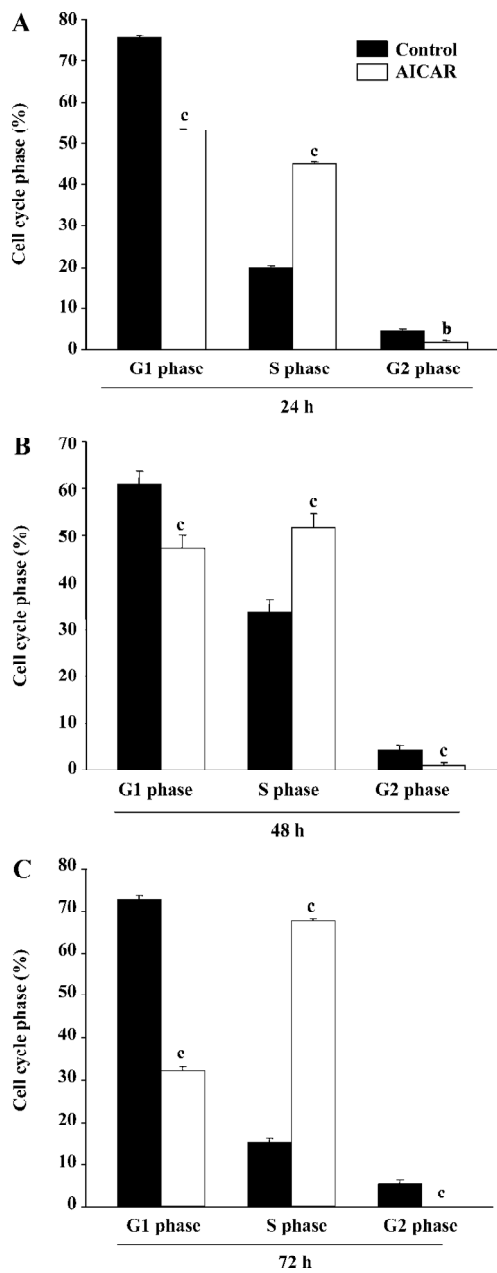 A
80
70
60
50
40
30
20
10
0
Cell cycle phase (%)
Control
AICAR
c
c
b
G1 phase S phase G2 phase
24 h
B
70
60
50
40
30
20
10
0
Cell cycle phase (%)
c
c
c
G1 phase S phase G2 phase
48 h
C
80
70
60
50
40
30
20
10
0
Cell cycle phase (%)
c
c
c
G1 phase S phase G2 phase
72 h